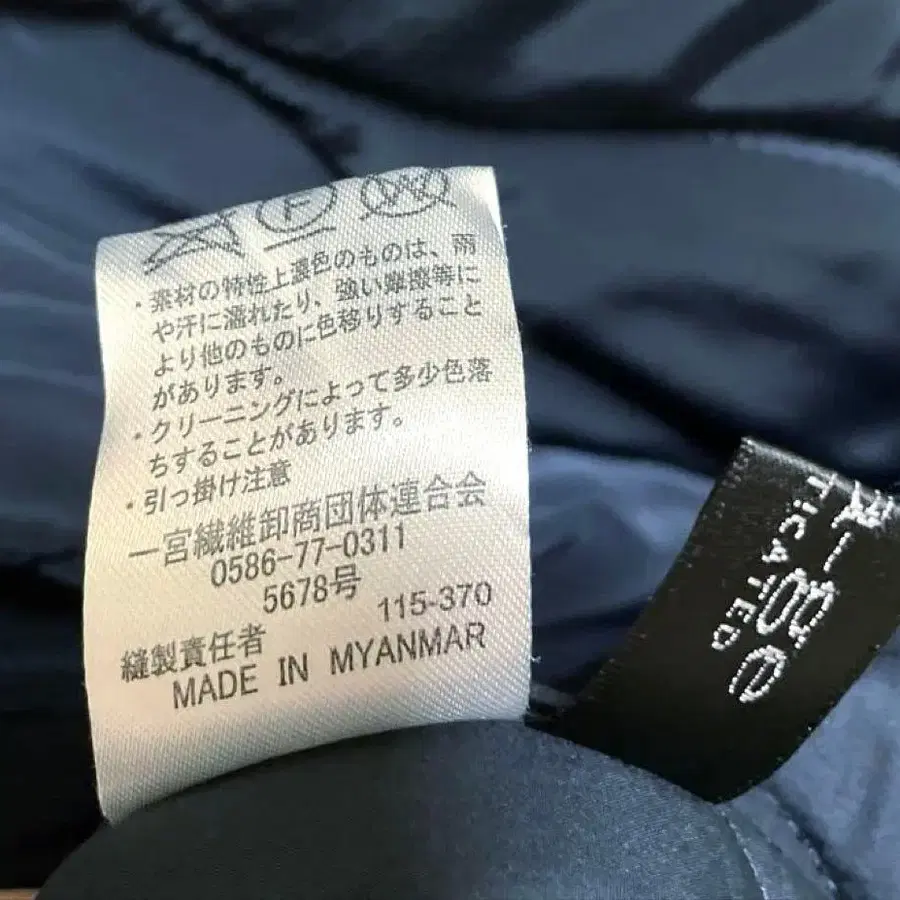 F W
・素材の特性上濃色のものは、雨
や汗に濡れたり、強い摩擦等に
より他のものに色移りすること
があります。
・クリーニングによって多少色落
ちすることがあります。
・引っ掛け注意
一宮繊維卸商団体連合会
0586-77-0311
5678号
115-370
縫製責任者
MADE IN MYANMAR